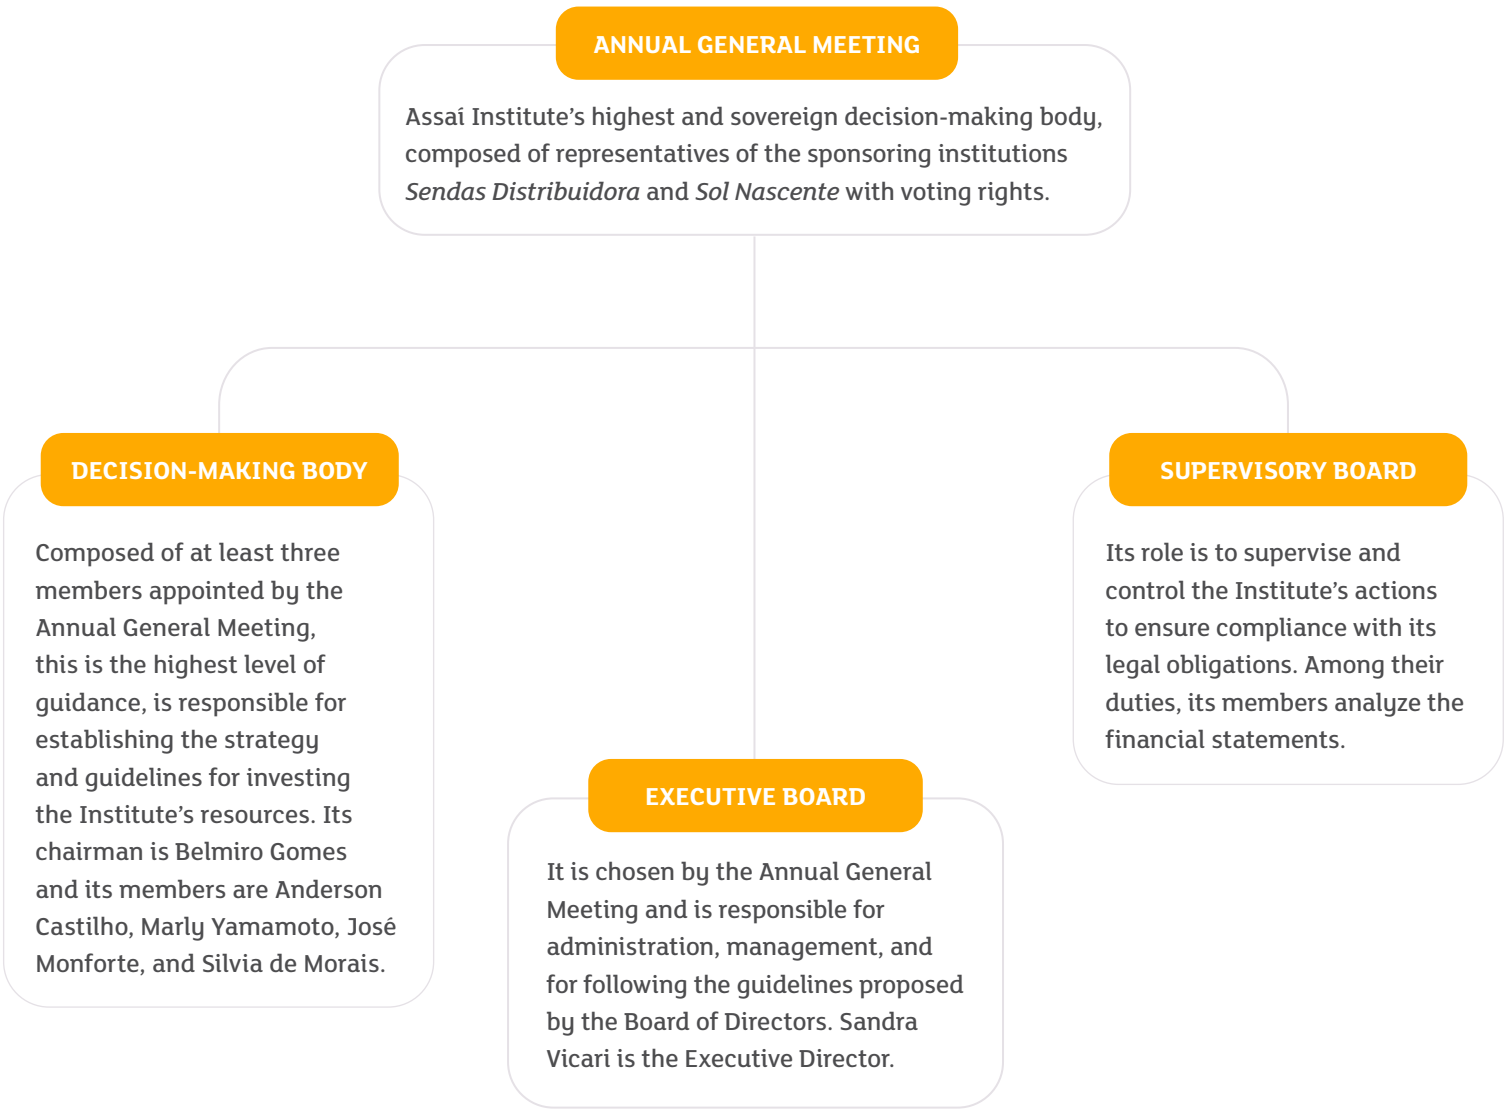 ANNUAL GENERAL MEETING
Assaí Institute’s highest and sovereign decision-making body,
composed of representatives of the sponsoring institutions
Sendas Distribuidora and Sol Nascente with voting rights.
DECISION-MAKING BODY
Composed of at least three
members appointed by the
Annual General Meeting,
this is the highest level of
guidance, is responsible for
establishing the strategy
and guidelines for investing
the Institute’s resources. Its
chairman is Belmiro Gomes
and its members are Anderson
Castilho, Marly Yamamoto, José
Monforte, and Silvia de Morais.
EXECUTIVE BOARD
It is chosen by the Annual General
Meeting and is responsible for
administration, management, and
for following the guidelines proposed
by the Board of Directors. Sandra
Vicari is the Executive Director.
SUPERVISORY BOARD
Its role is to supervise and
control the Institute’s actions
to ensure compliance with its
legal obligations. Among their
duties, its members analyze the
financial statements.